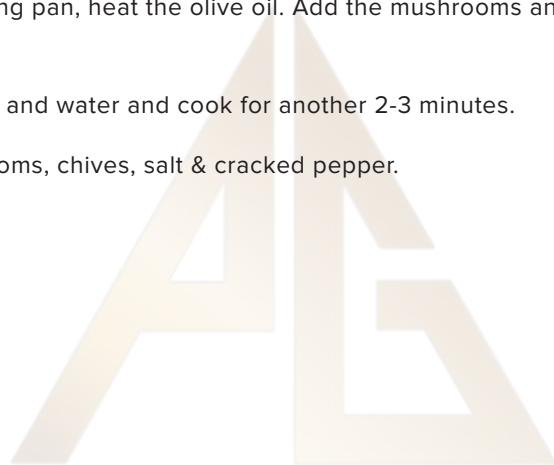 ng pan, heat the olive oil. Add the mushrooms an
and water and cook for another 2-3 minutes.
oms, chives, salt & cracked pepper.
AG